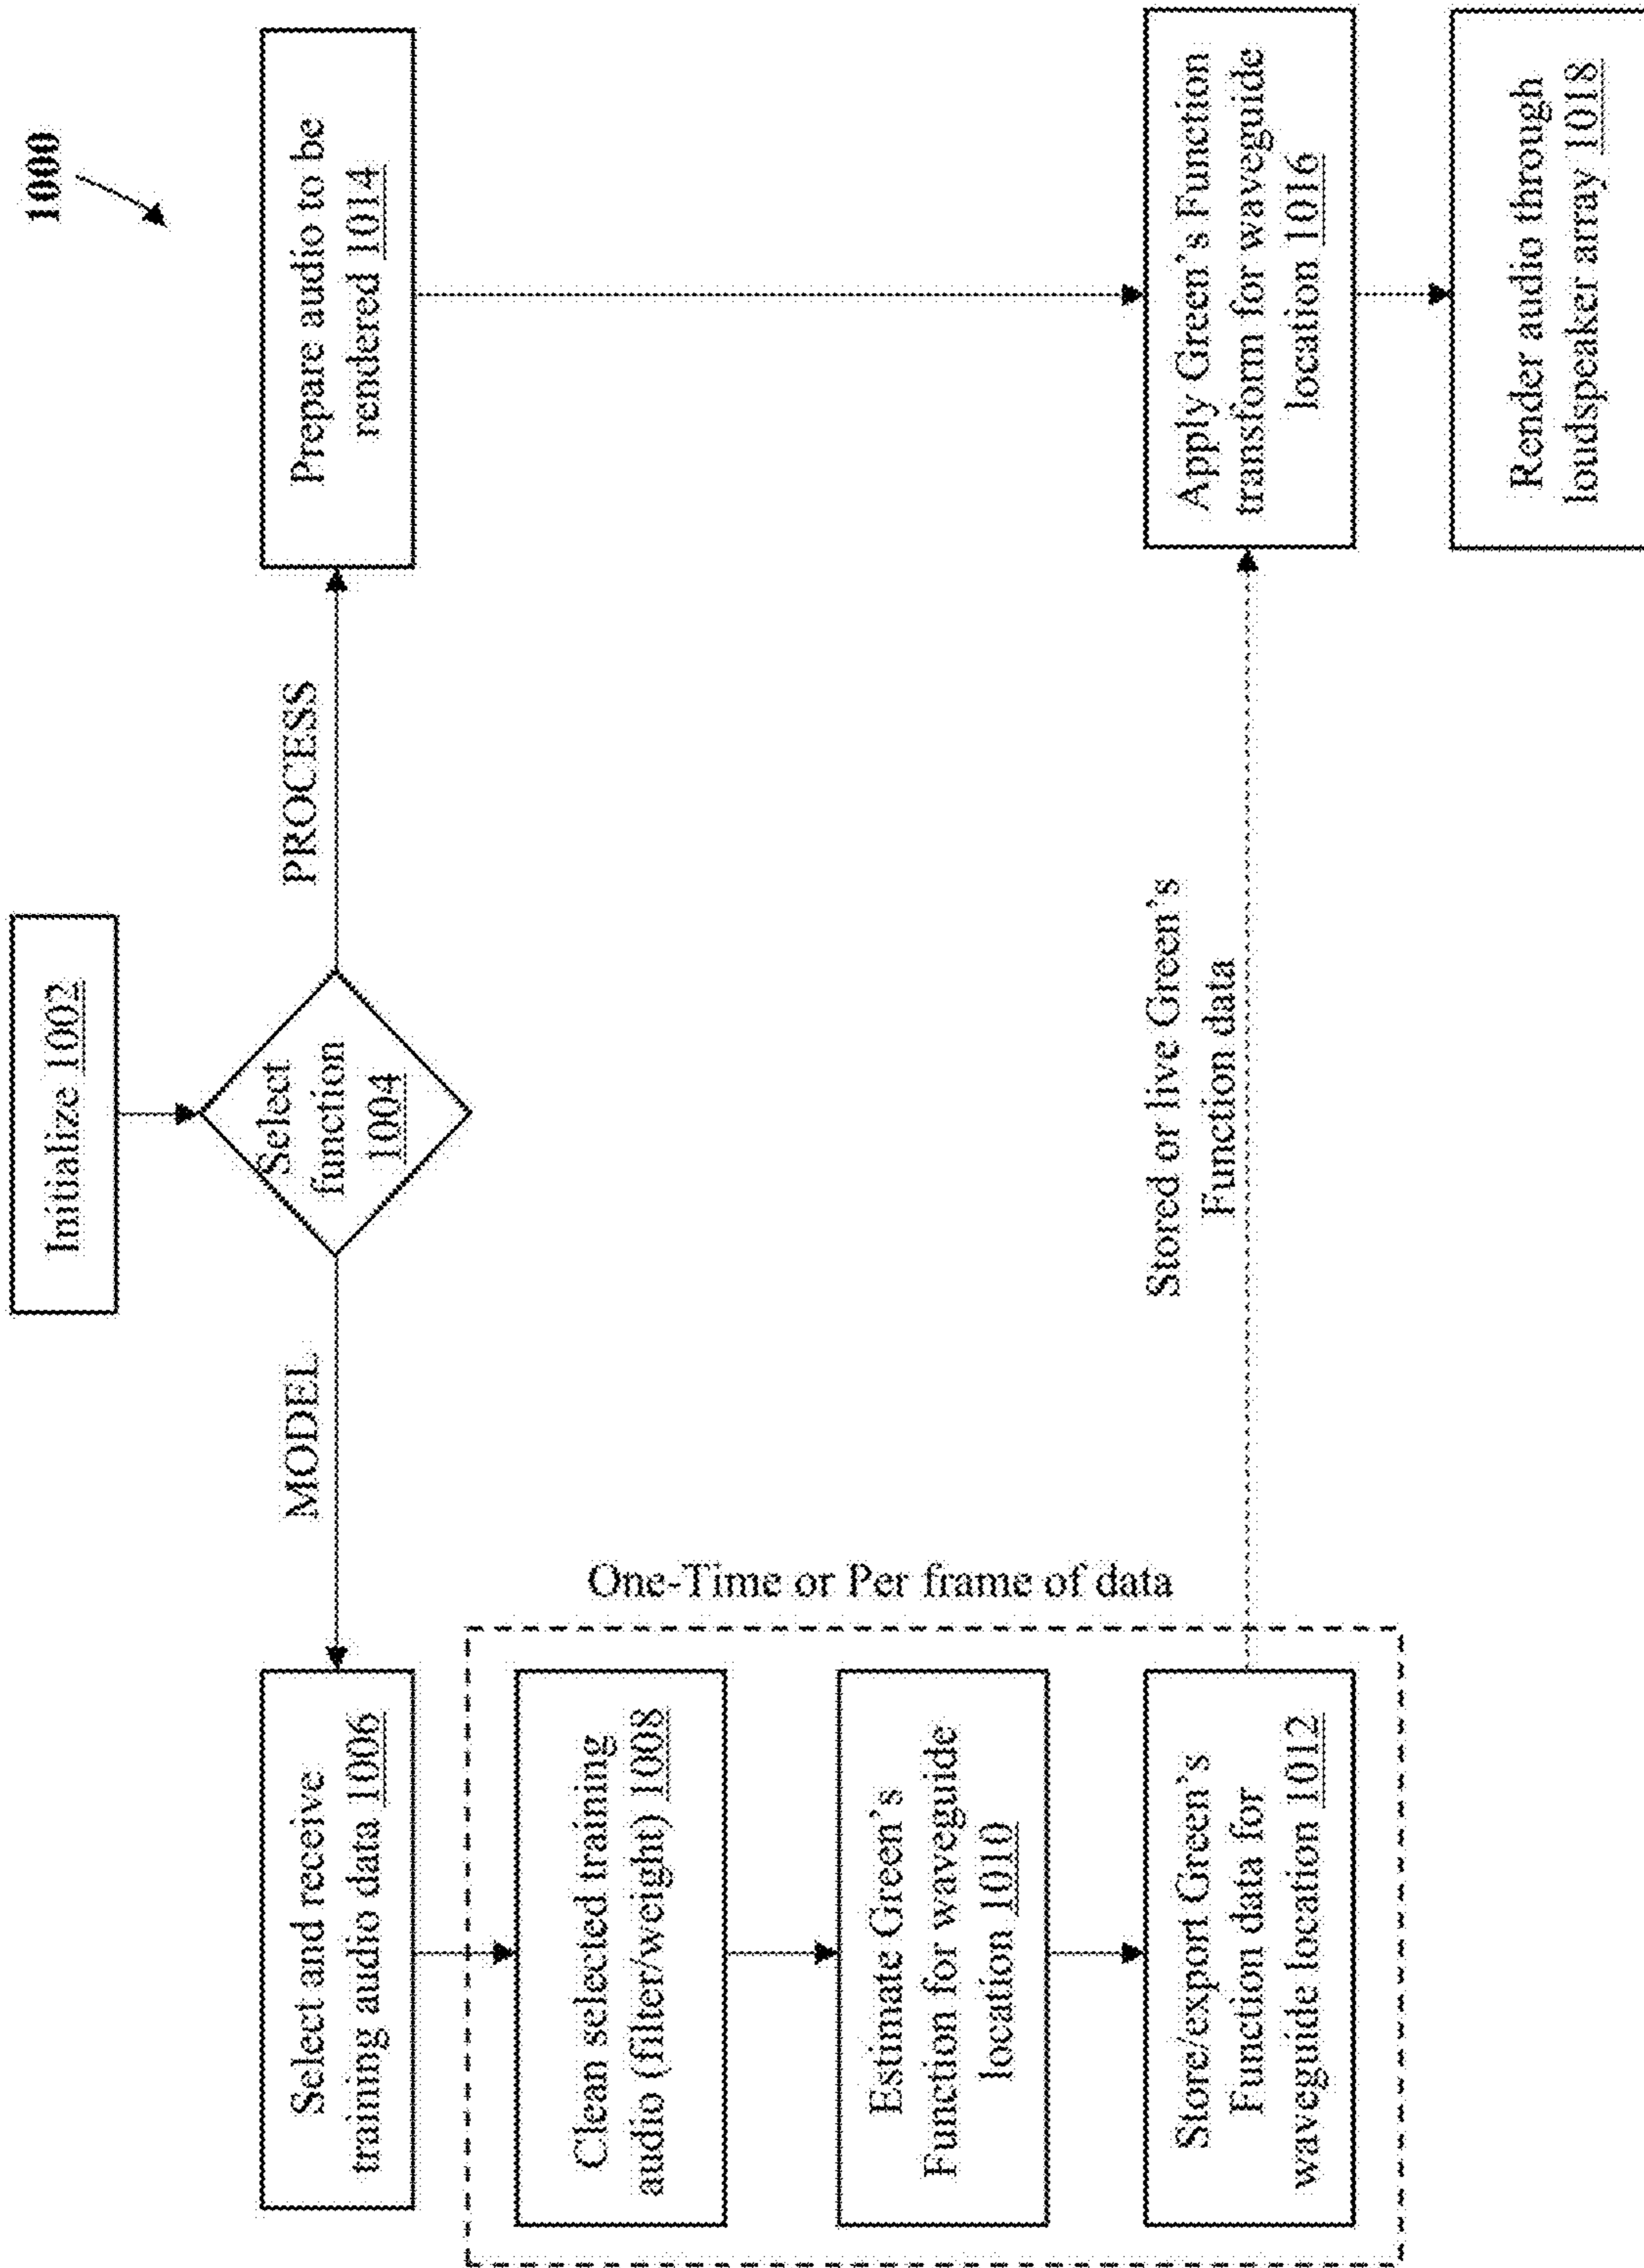 1000
Initialize 1002
Select
function
1004
MODEL
PROCESS
Select and receive
training audio data 1006
Prepare audio to be
rendered 1014
One-Time or Per frame of data
Clean selected training
audio (filter/weight) 1008
Estimate Green's
Function for waveguide
location 1010
Store/export Green's
Function data for
waveguide location 1012
Stored or live Green's
Function data
Apply Green's Function
transform for waveguide
location 1016
Render audio through
loudspeaker array 1018